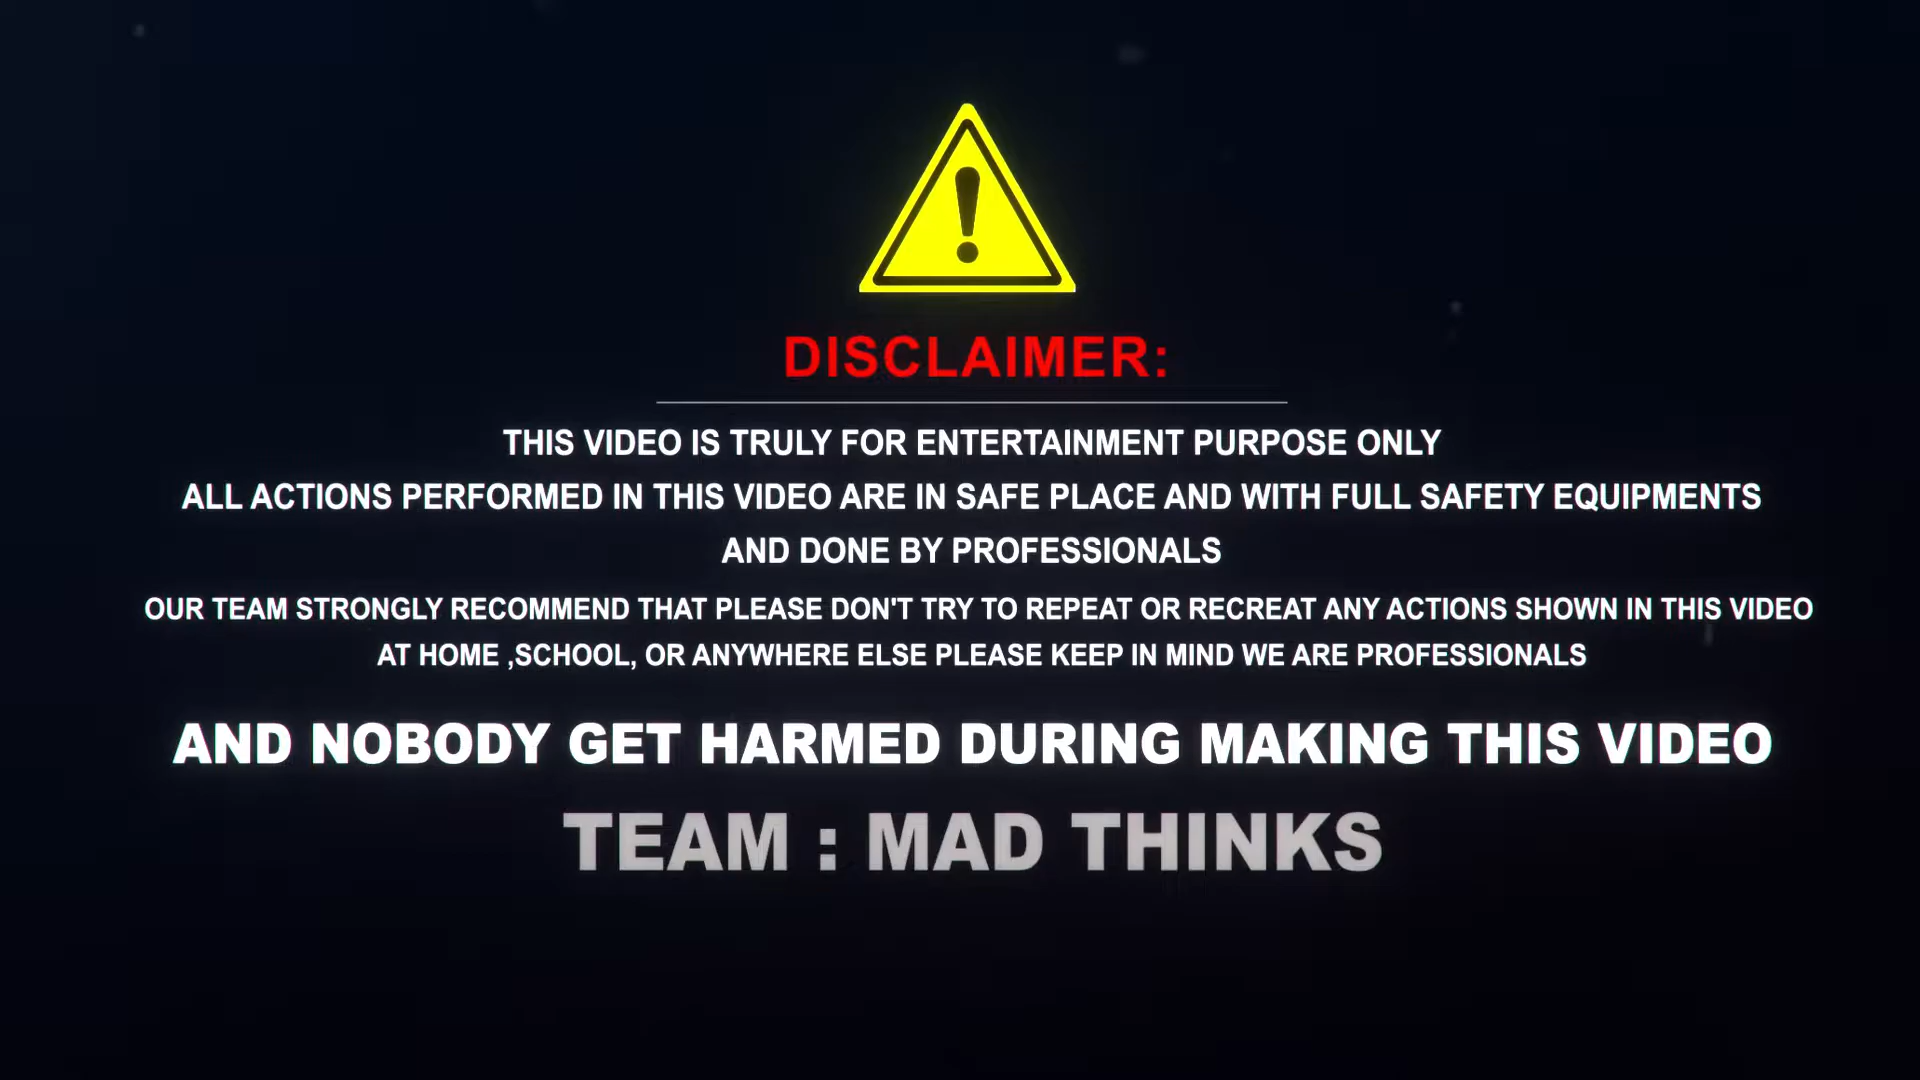 DISCLAIMER:
THIS VIDEO IS TRULY FOR ENTERTAINMENT PURPOSE ONLY
ALL ACTIONS PERFORMED IN THIS VIDEO ARE IN SAFE PLACE AND WITH FULL SAFETY EQUIPMENTS
AND DONE BY PROFESSIONALS
OUR TEAM STRONGLY RECOMMEND THAT PLEASE DON'T TRY TO REPEAT OR RECREAT ANY ACTIONS SHOWN IN THIS VIDEO
AT HOME ,SCHOOL, OR ANYWHERE ELSE PLEASE KEEP IN MIND WE ARE PROFESSIONALS
AND NOBODY GET HARMED DURING MAKING THIS VIDEO
TEAM : MAD THINKS